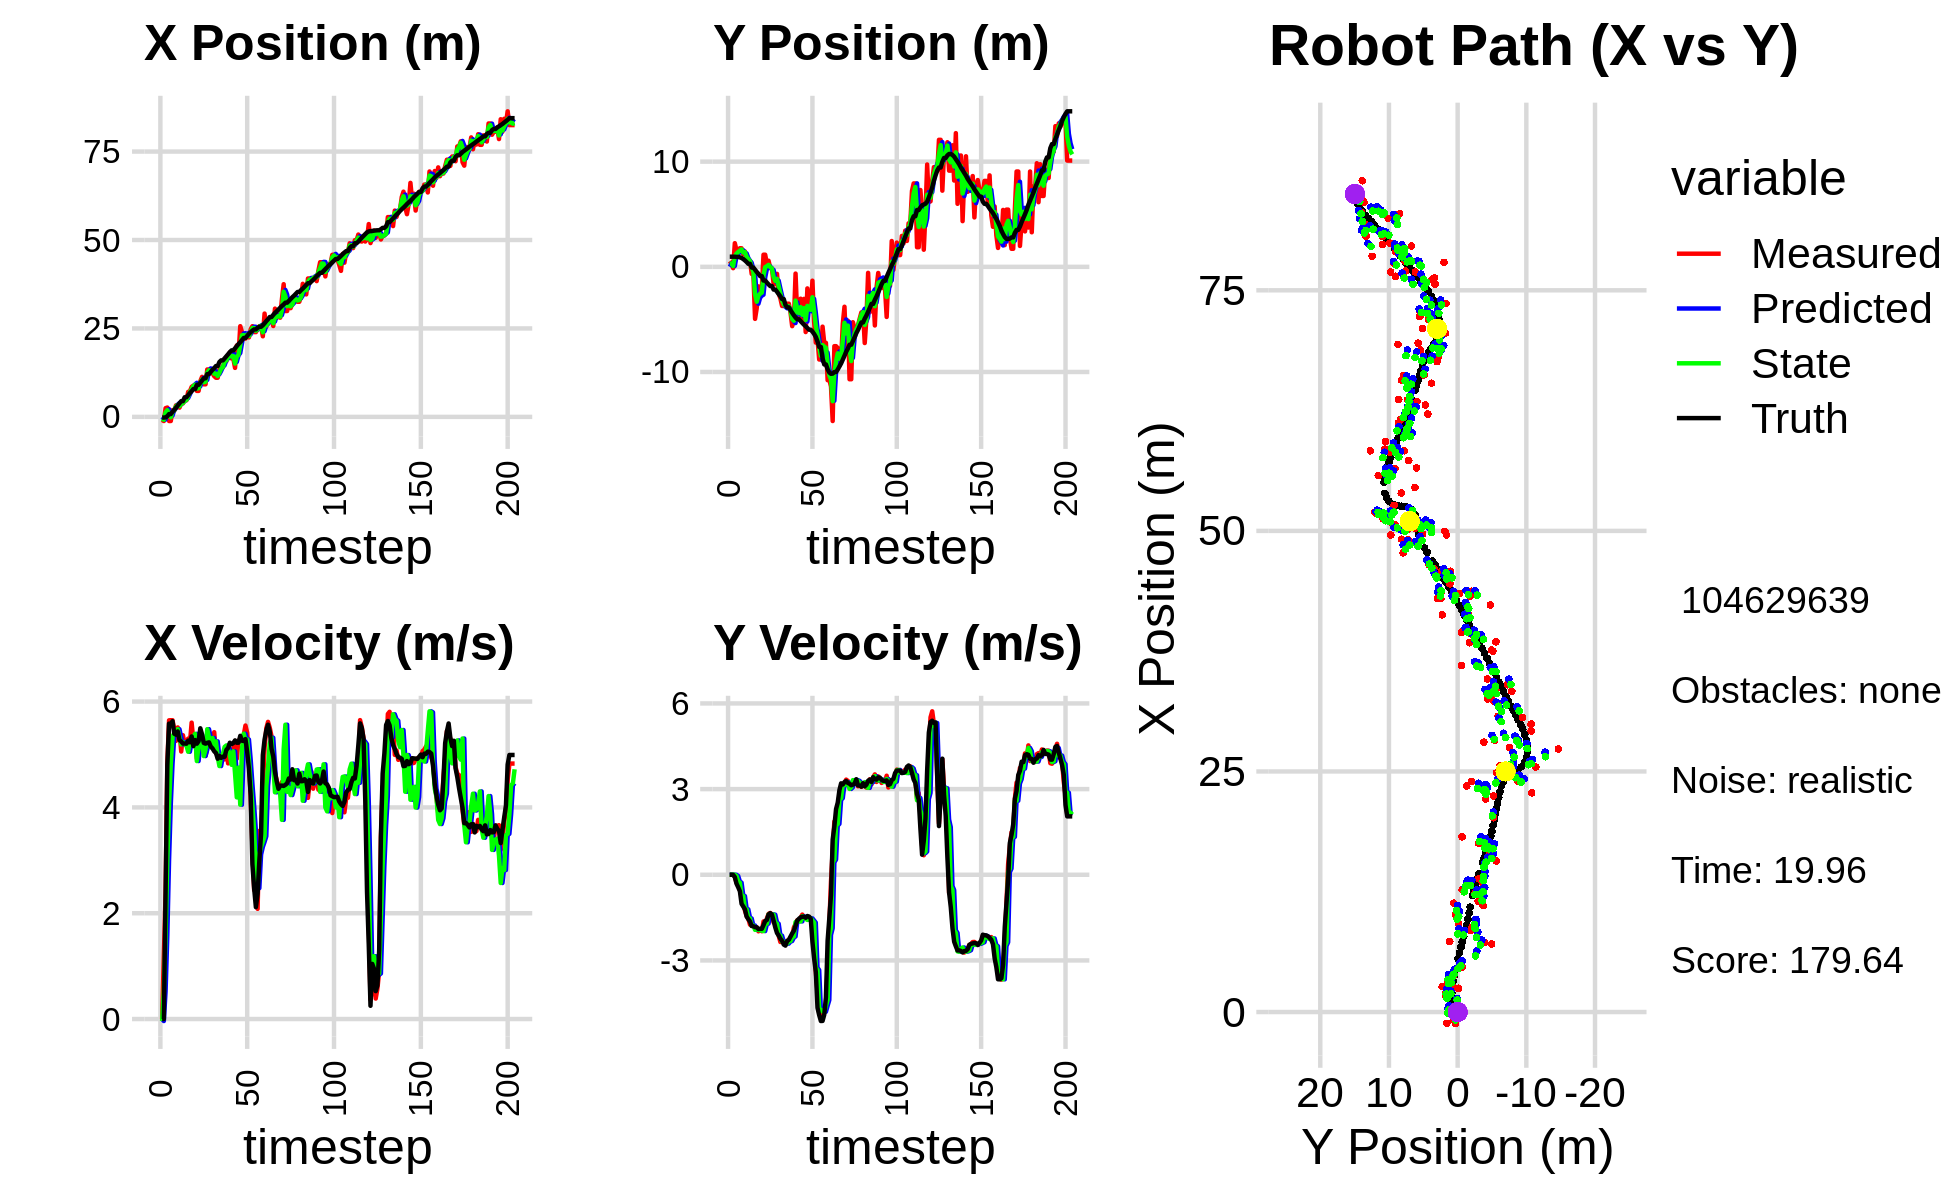 X Position (m)
75
50
25
0
0
50
100
150
200
timestep
Y Position (m)
10
0
-10
0
50
100
150
200
timestep
X Velocity (m/s)
6
4
2
0
0
50
100
150
200
timestep
Y Velocity (m/s)
6
3
0
-3
0
50
100
150
200
timestep
Robot Path (X vs Y)
X Position (m)
75
50
25
0
20 10 0 -10 -20
Y Position (m)
variable
Measured
Predicted
State
Truth
104629639
Obstacles: none
Noise: realistic
Time: 19.96
Score: 179.64